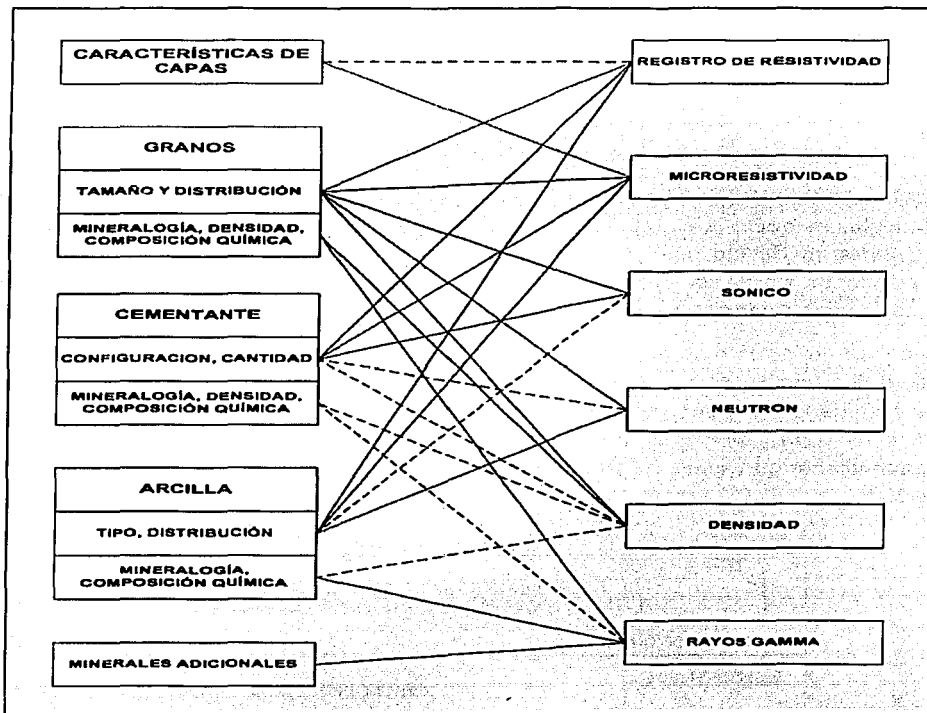 CARACTERÍSTICAS DE
CAPAS
GRANOS
TAMAÑO Y DISTRIBUCIÓN
MINERALOGÍA, DENSIDAD,
COMPOSICIÓN QUÍMICA
CEMENTANTE
CONFIGURACION, CANTIDAD
MINERALOGÍA, DENSIDAD,
COMPOSICIÓN QUÍMICA
ARCILLA
TIPO, DISTRIBUCIÓN
MINERALOGÍA,
COMPOSICIÓN QUÍMICA
MINERALES ADICIONALES
REGISTRO DE RESISTIVIDAD
MICRORESISTIVIDAD
SONICO
NEUTRON
DENSIDAD
RAYOS GAMMA